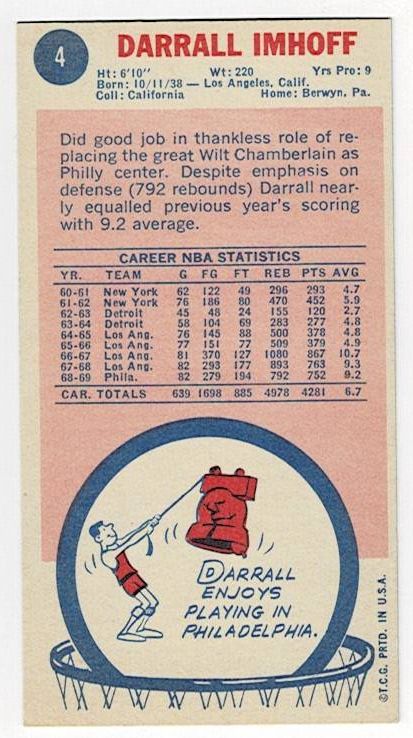 4
DARRALL IMHOFF
Ht: 6'10" Wt: 220 Yrs Pro: 9
Born: 10/11/38 — Los Angeles, Calif.
Coll: California Home: Berwyn, Pa.
Did good job in thankless role of re-
placing the great Wilt Chamberlain as
Philly center. Despite emphasis on
defense (792 rebounds) Darrall near-
ly equalled previous year's scoring
with 9.2 average.
CAREER NBA STATISTICS
YR. TEAM G FG FT REB PTS AVG
60-61 New York 62 122 49 296 293 4.7
61-62 New York 76 186 80 470 452 5.9
62-63 Detroit 45 48 24 155 120 2.7
63-64 Detroit 58 104 69 283 277 4.8
64-65 Los Ang. 76 145 88 500 378 4.8
65-66 Los Ang. 77 151 77 509 379 4.9
66-67 Los Ang. 81 370 127 1080 867 10.7
67-68 Los Ang. 82 293 177 893 763 9.3
68-69 Phila. 82 279 194 792 752 9.2
CAR. TOTALS 639 1698 885 4978 4281 6.7
DARRALL
ENJOYS
PLAYING IN
PHILADELPHIA.
©T.C.G. PRTD. IN U.S.A.